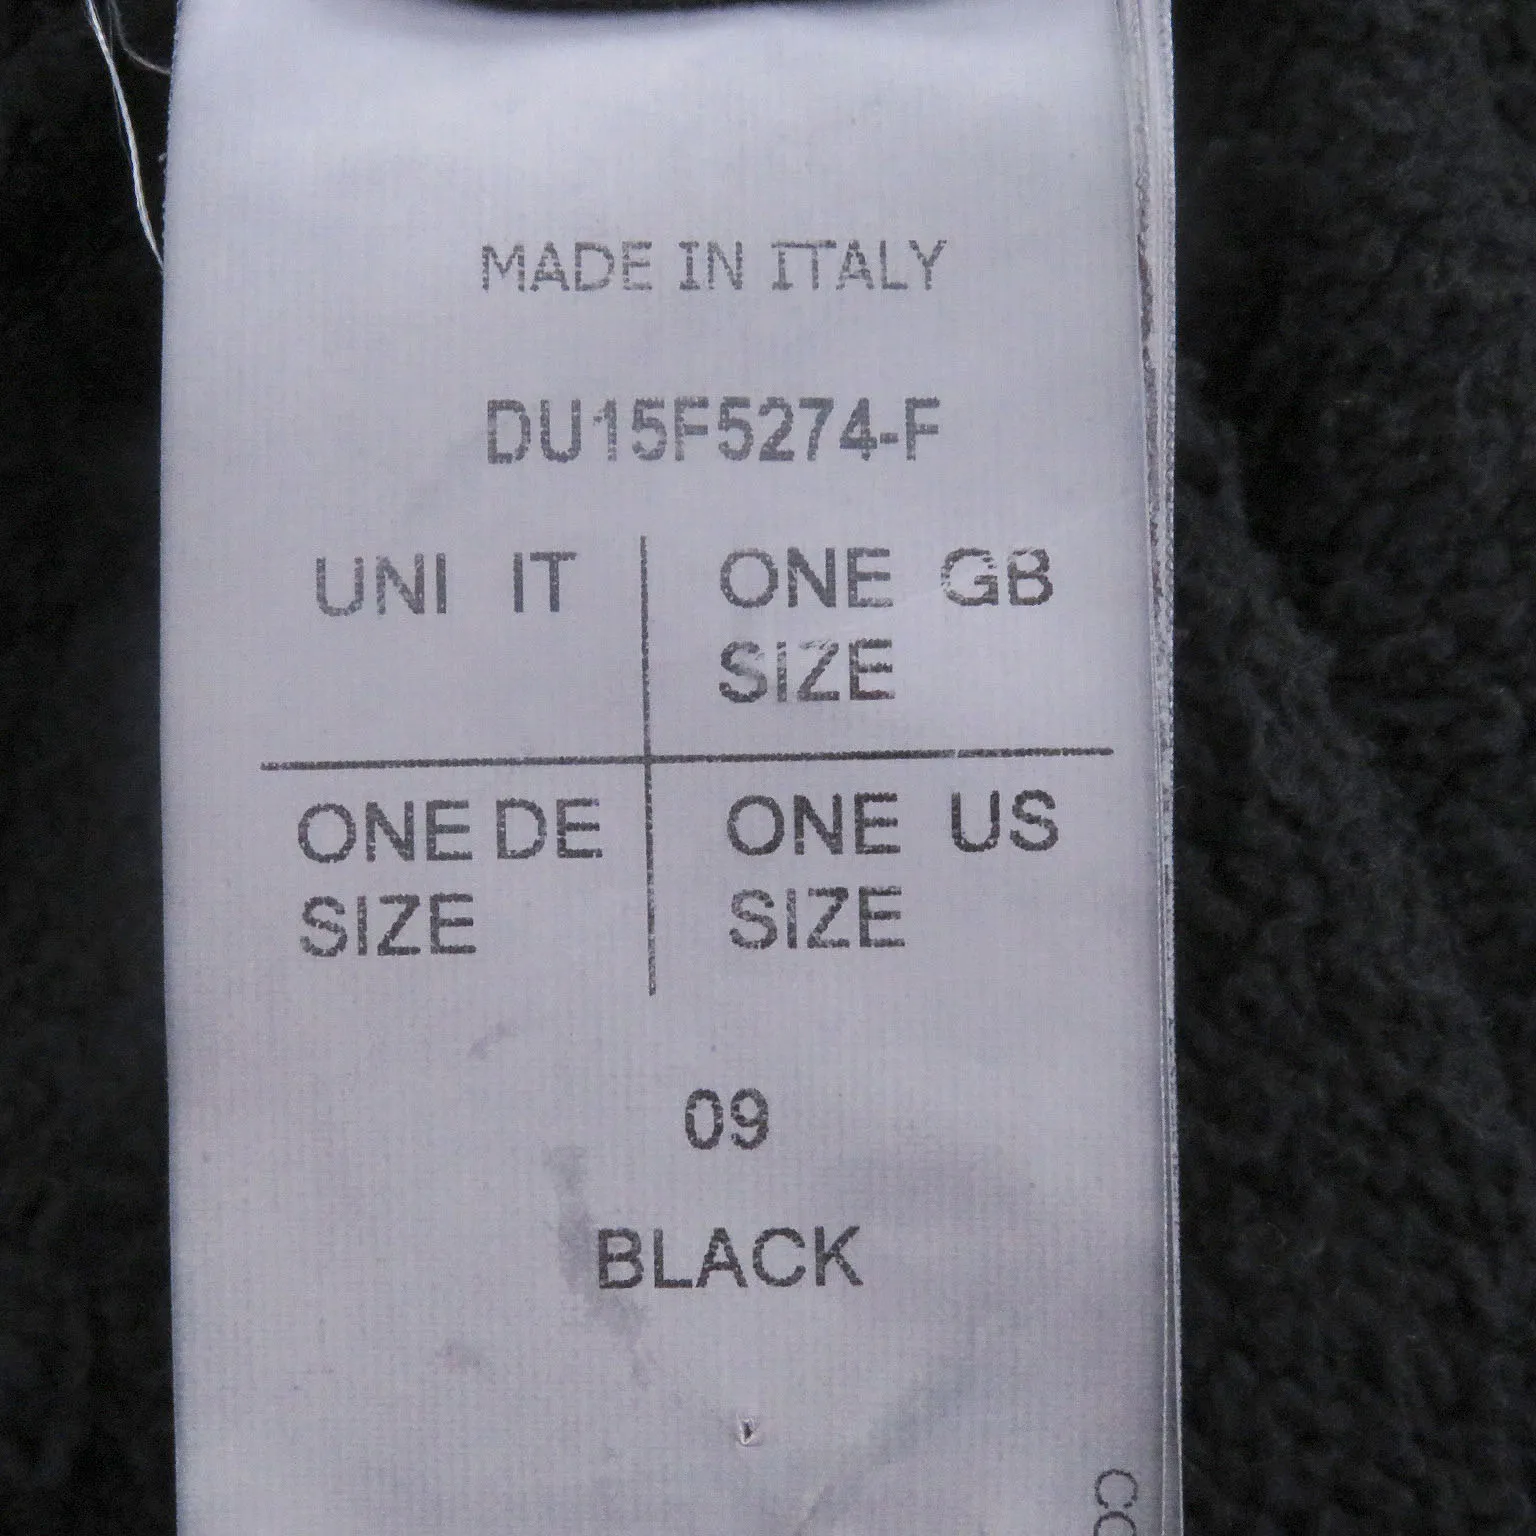 MADE IN ITALY
DU15F5274-F
UNI IT
ONE GB
SIZE
ONE DE
SIZE
ONE US
SIZE
09
BLACK